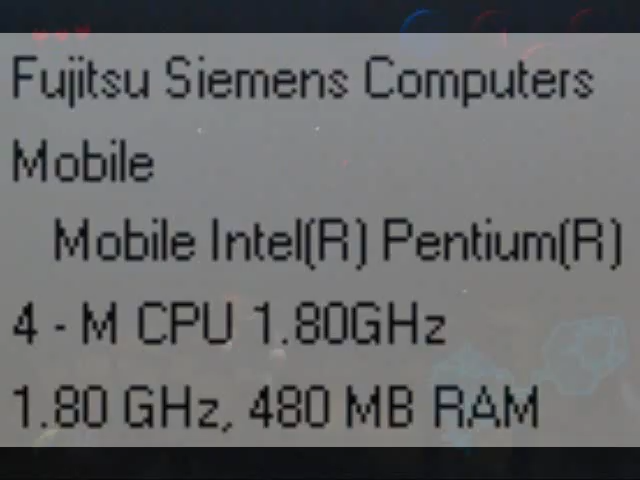 Fujitsu Siemens Computers
Mobile
Mobile Intel(R) Pentium(R)
4 - M CPU 1.80GHz
1.80 GHz, 480 MB RAM